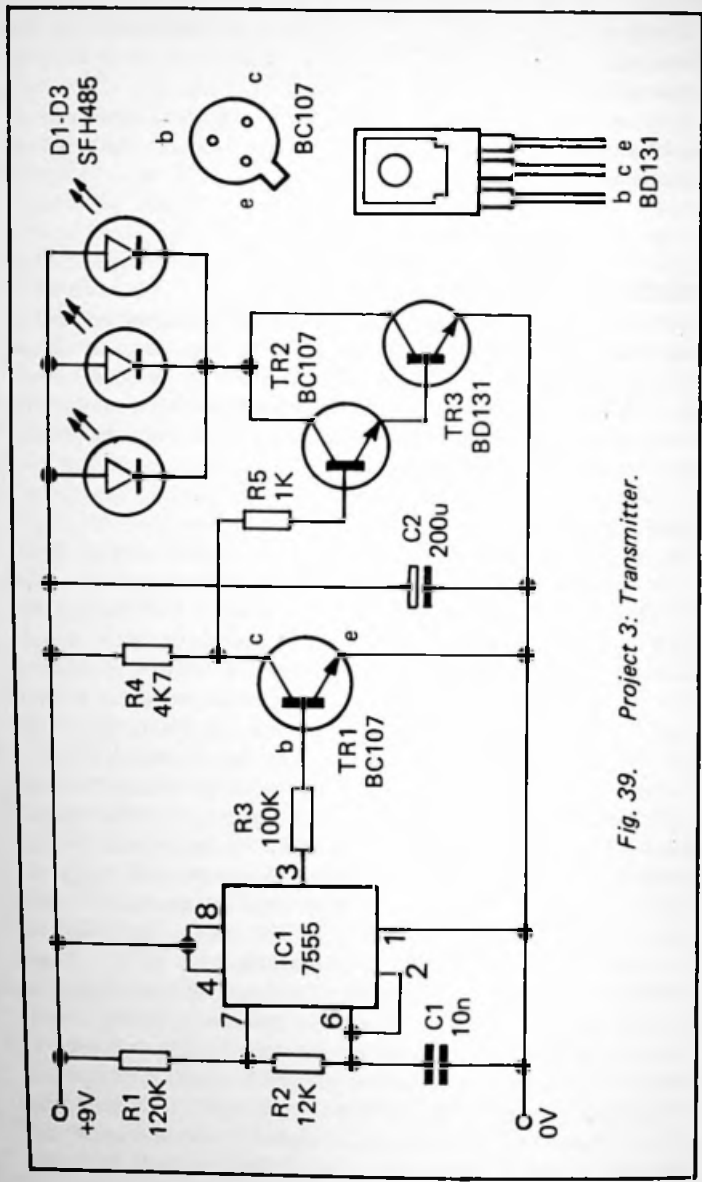 +9V
R1
120K
R2
12K
C1
10n
0V
7
6
4
8
IC1
7555
2
1
3
R3
100K
R4
4K7
b
c
e
TR1
BC107
R5
1K
C2
200u
TR2
BC107
TR3
BD131
D1-D3
SFH485
b
c
e
BC107
b c e
BD131
Fig. 39. Project 3: Transmitter.